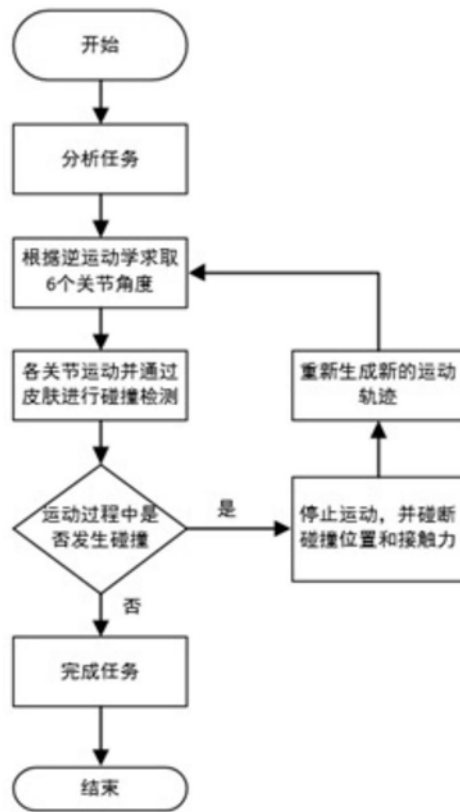 开始
分析任务
根据逆运动学求取
6个关节角度
各关节运动并通过
皮肤进行碰撞检测
重新生成新的运动
轨迹
运动过程中是
否发生碰撞
是
停止运动，并碰断
碰撞位置和接触力
否
完成任务
结束